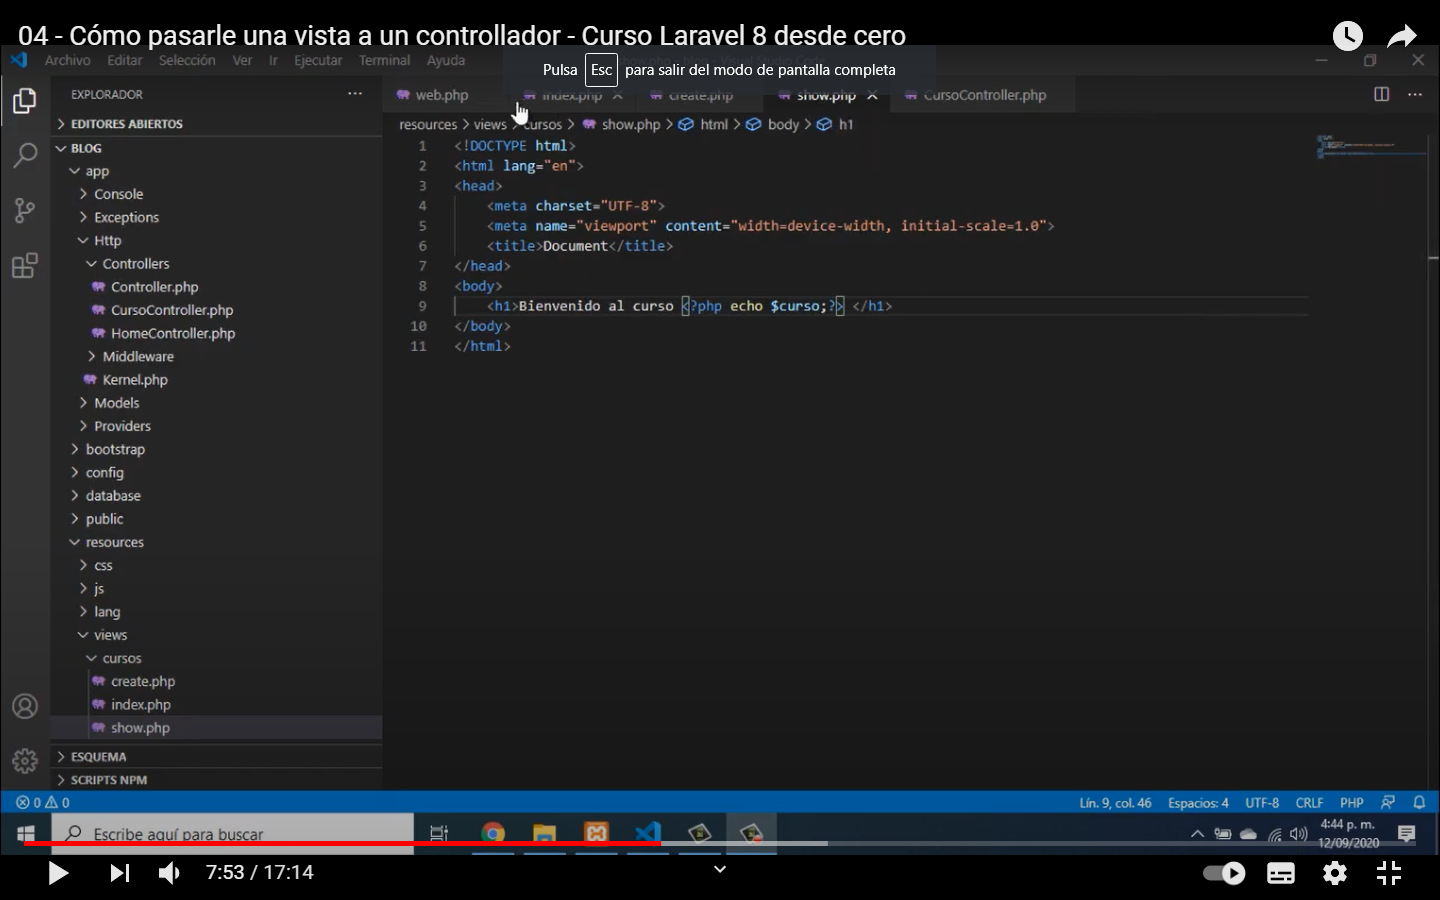 04 - Cómo pasarle una vista a un controllador - Curso Laravel 8 desde cero
Archivo Editar Selección Ver Ir Ejecutar Terminal Ayuda
Pulsa Esc para salir del modo de pantalla completa
EXPLORADOR ···
web.php index.php create.php show.php CursoController.php
EDITORES ABIERTOS
resources > views > cursos > show.php > html > body > h1
BLOG
app
Console
Exceptions
Http
Controllers
Controller.php
CursoController.php
HomeController.php
Middleware
Kernel.php
Models
Providers
bootstrap
config
database
public
resources
css
js
lang
views
cursos
create.php
index.php
show.php
ESQUEMA
SCRIPTS NPM
1 <!DOCTYPE html>
2 <html lang="en">
3 <head>
4 <meta charset="UTF-8">
5 <meta name="viewport" content="width=device-width, initial-scale=1.0">
6 <title>Document</title>
7 </head>
8 <body>
9 <h1>Bienvenido al curso <?php echo $curso;?> </h1>
10 </body>
11 </html>
0 0 Lín. 9, col. 46 Espacios: 4 UTF-8 CRLF PHP
Escribe aquí para buscar
4:44 p. m.
12/09/2020
7:53 / 17:14